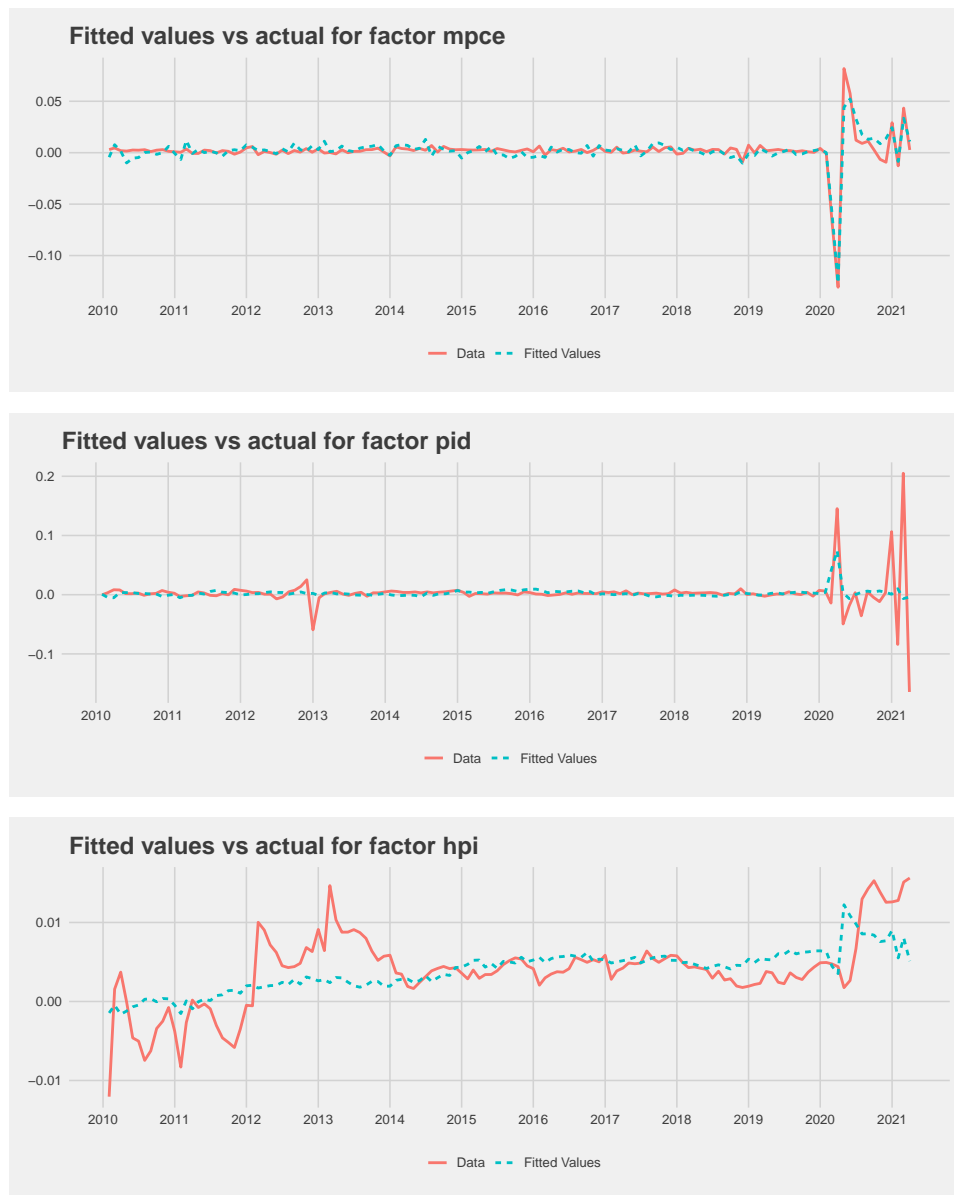 Fitted values vs actual for factor mpce
0.05
0.00
−0.05
−0.10
2010 2011 2012 2013 2014 2015 2016 2017 2018 2019 2020 2021
Data Fitted Values
Fitted values vs actual for factor pid
0.2
0.1
0.0
−0.1
2010 2011 2012 2013 2014 2015 2016 2017 2018 2019 2020 2021
Data Fitted Values
Fitted values vs actual for factor hpi
0.01
0.00
−0.01
2010 2011 2012 2013 2014 2015 2016 2017 2018 2019 2020 2021
Data Fitted Values